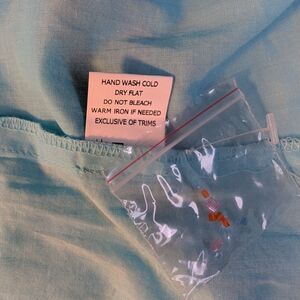 HAND WASH COLD
DRY FLAT
DO NOT BLEACH
WARM IRON IF NEEDED
EXCLUSIVE OF TRIMS